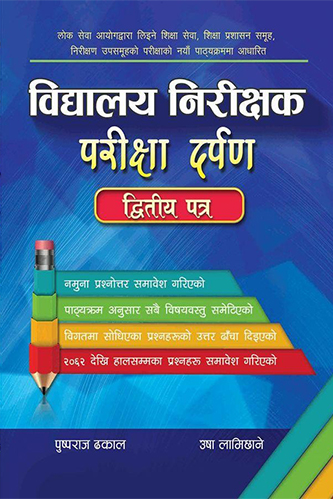 लोक सेवा आयोगद्वारा लिइने शिक्षा सेवा, शिक्षा प्रशासन समूह,
निरीक्षण उपसमूहको परीक्षाको नयाँ पाठ्यक्रममा आधारित
विद्यालय निरीक्षक
परीक्षा दर्पण
द्वितीय पत्र
नमुना प्रश्नोत्तर समावेश गरिएको
पाठ्यक्रम अनुसार सबै विषयवस्तु समेटिएको
विगतमा सोधिएका प्रश्नहरूको उत्तर ढाँचा दिइएको
२०६२ देखि हालसम्मका प्रश्नहरू समावेश गरिएको
पुष्पराज ढकाल
उषा लामिछाने